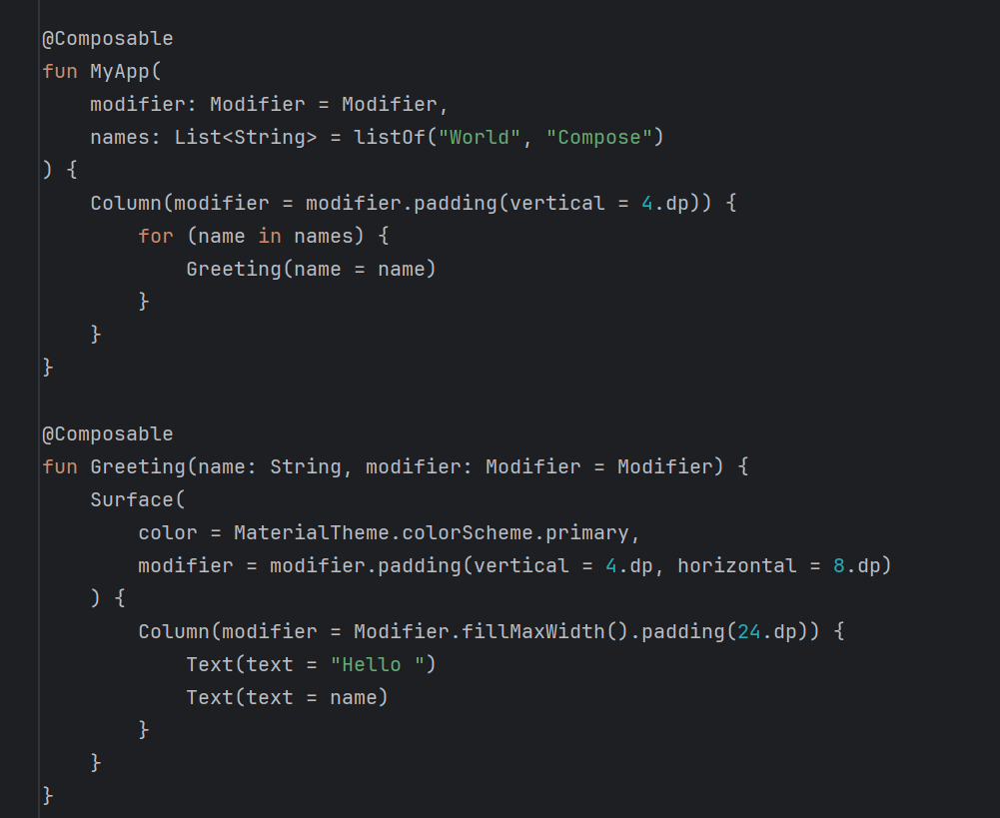 @Composable
fun MyApp(
    modifier: Modifier = Modifier,
    names: List<String> = listOf("World", "Compose")
) {
    Column(modifier = modifier.padding(vertical = 4.dp)) {
        for (name in names) {
            Greeting(name = name)
        }
    }
}

@Composable
fun Greeting(name: String, modifier: Modifier = Modifier) {
    Surface(
        color = MaterialTheme.colorScheme.primary,
        modifier = modifier.padding(vertical = 4.dp, horizontal = 8.dp)
    ) {
        Column(modifier = Modifier.fillMaxWidth().padding(24.dp)) {
            Text(text = "Hello ")
            Text(text = name)
        }
    }
}